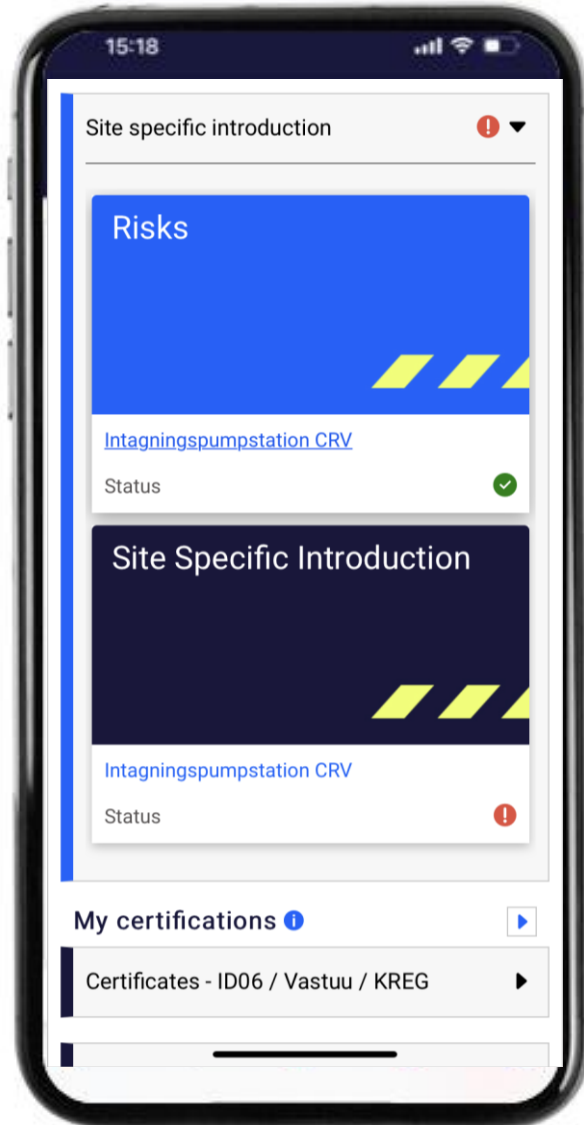 15:18
Site specific introduction
Risks
Intagningspumpstation CRV
Status
Site Specific Introduction
Intagningspumpstation CRV
Status
My certifications
Certificates - ID06 / Vastuu / KREG